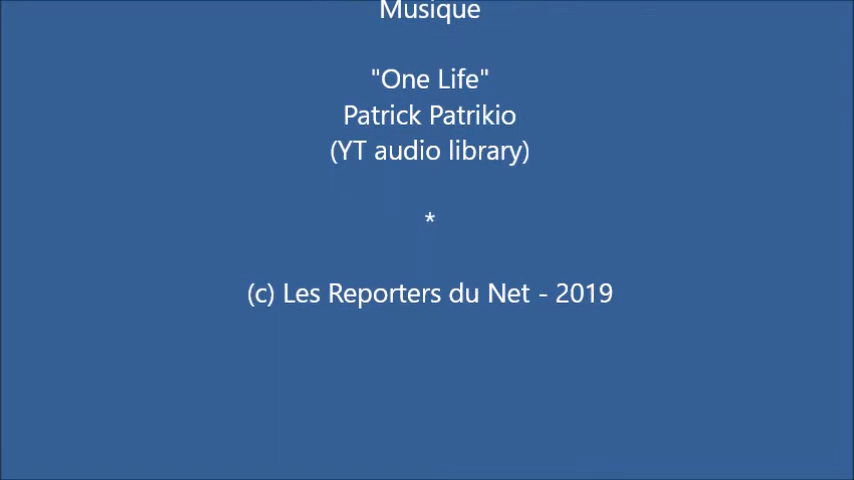 Musique
"One Life"
Patrick Patrikio
(YT audio library)
*
(c) Les Reporters du Net - 2019